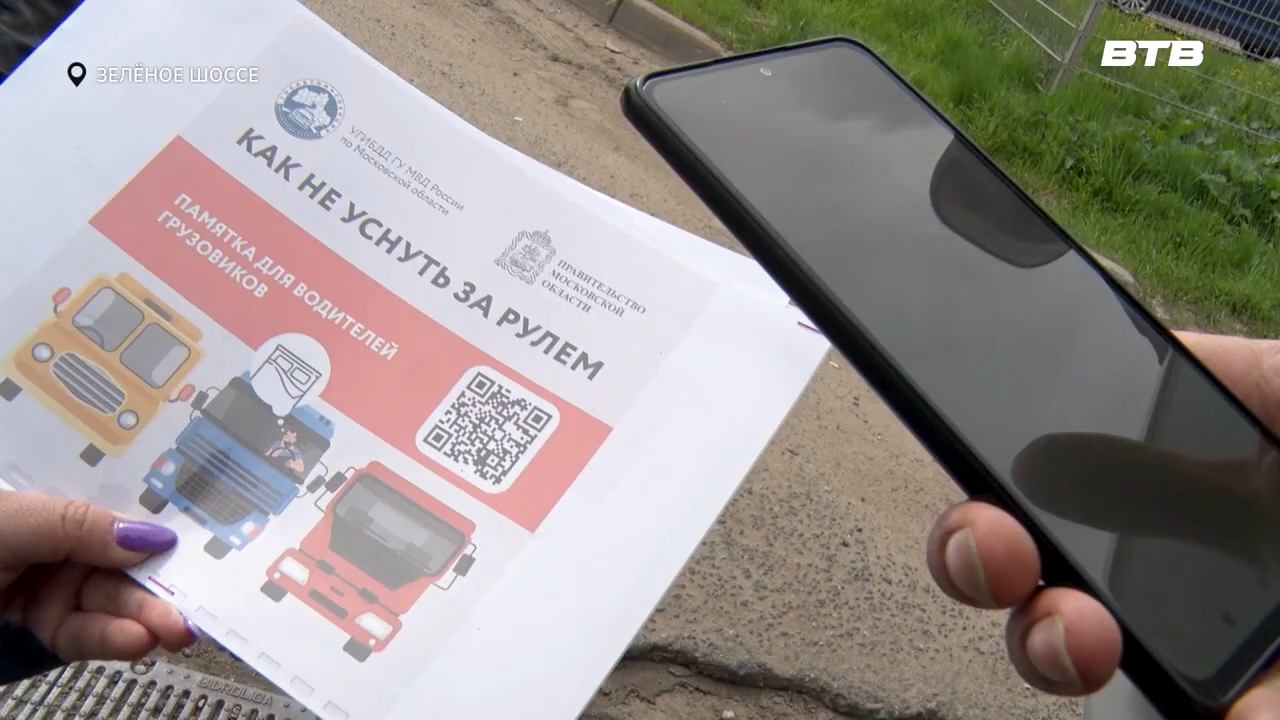 ЗЕЛЁНОЕ ШОССЕ
ВТВ
УГИБДД ГУ МВД России
по Московской области
ПРАВИТЕЛЬСТВО
МОСКОВСКОЙ
ОБЛАСТИ
КАК НЕ УСНУТЬ ЗА РУЛЕМ
ПАМЯТКА ДЛЯ ВОДИТЕЛЕЙ
ГРУЗОВИКОВ
GIDROLICA